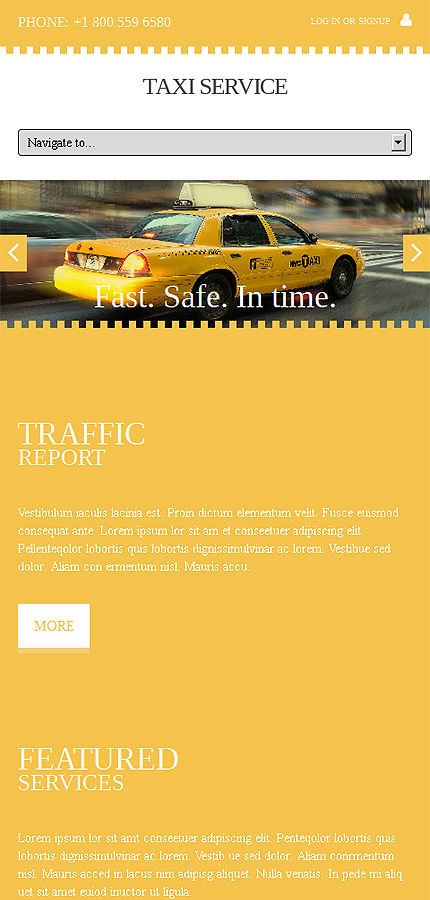 PHONE: +1 800 559 6580
LOG IN OR SIGNUP
TAXI SERVICE
Navigate to...
NYC TAXI
Fast. Safe. In time.
TRAFFIC
REPORT
Vestibulum iaculis lacinia est. Proin dictum elementum velit. Fusce euismod
consequat ante. Lorem ipsum lor sit am et conseetuer adipiscing elit.
Pellenteqolor lobortis quis lobortis dignissimulvinar ac lorem. Vestibue sed
dolor. Aliam con ermentum nisl. Mauris accu.
MORE
FEATURED
SERVICES
Lorem ipsum lor sit amt conseetuer adipiscing elit. Penteqolor lobortis quis
lobortis dignissimulvinar ac lorem. Vestib ue sed dolor. Aliam conrmentum
nisl. Mauris acced in lacus nim adipisg aliquet. Nulla venatis. In pede mi aliq
uet sit amet euiod inuctor ut ligula.